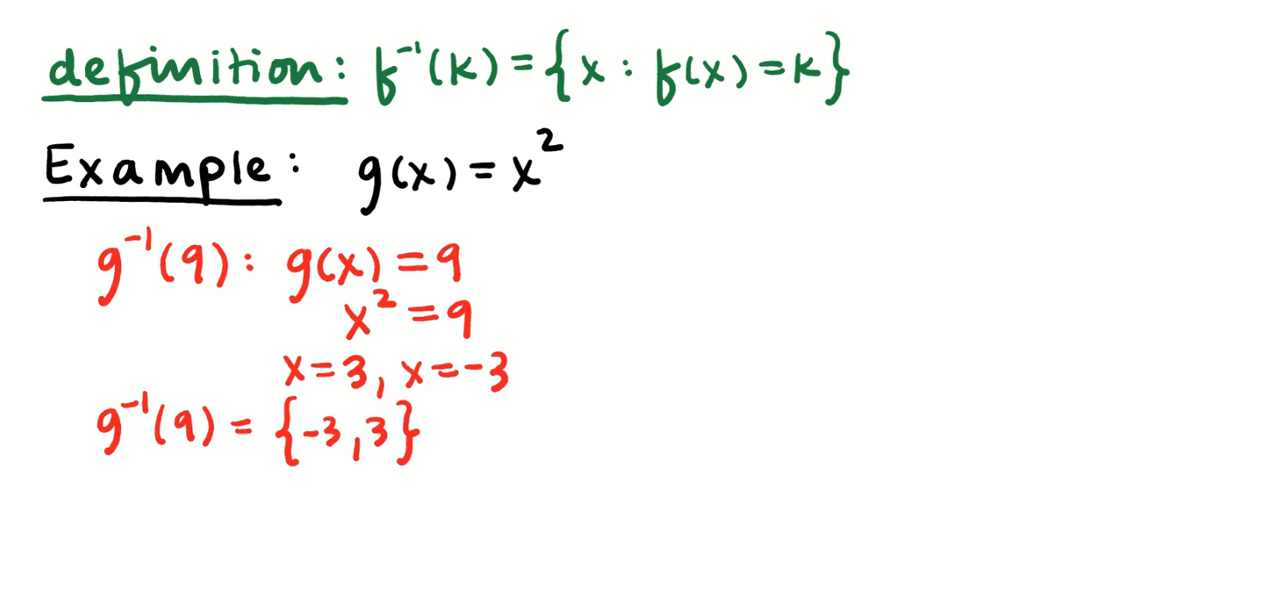 definition: f⁻¹(k) = {x : f(x) = k}
Example: g(x) = x²
g⁻¹(9): g(x) = 9
x² = 9
x = 3, x = -3
g⁻¹(9) = {-3, 3}